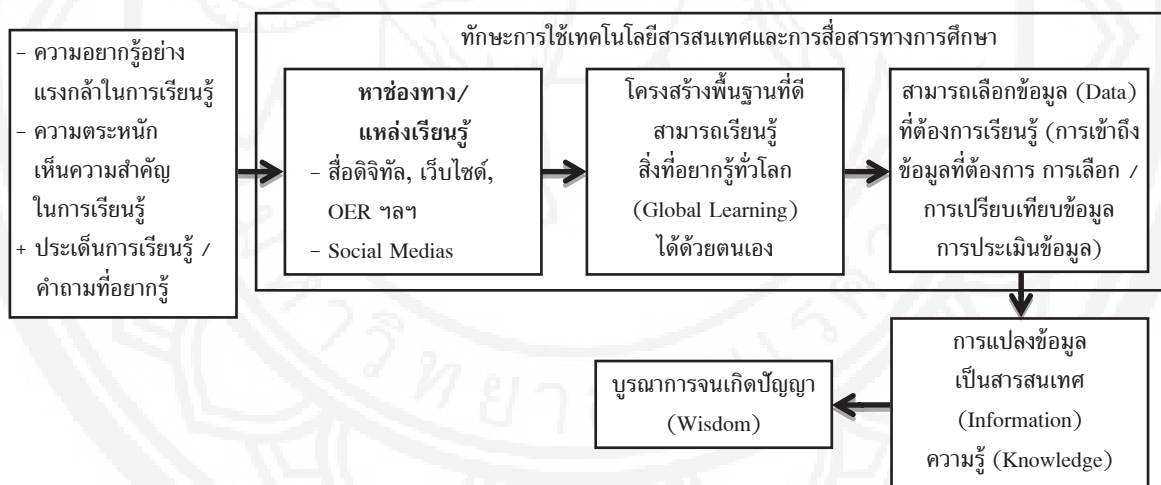 - ความอยากรู้อย่าง
แรงกล้าในการเรียนรู้
- ความตระหนัก
เห็นความสำคัญ
ในการเรียนรู้
+ ประเด็นการเรียนรู้ /
คำถามที่อยากรู้
ทักษะการใช้เทคโนโลยีสารสนเทศและการสื่อสารทางการศึกษา
หาช่องทาง/
แหล่งเรียนรู้
- สื่อดิจิทัล, เว็บไซด์,
OER ฯลฯ
- Social Medias
โครงสร้างพื้นฐานที่ดี
สามารถเรียนรู้
สิ่งที่อยากรู้ทั่วโลก
(Global Learning)
ได้ด้วยตนเอง
สามารถเลือกข้อมูล (Data)
ที่ต้องการเรียนรู้ (การเข้าถึง
ข้อมูลที่ต้องการ การเลือก /
การเปรียบเทียบข้อมูล
การประเมินข้อมูล)
การแปลงข้อมูล
เป็นสารสนเทศ
(Information)
ความรู้ (Knowledge)
บูรณาการจนเกิดปัญญา
(Wisdom)